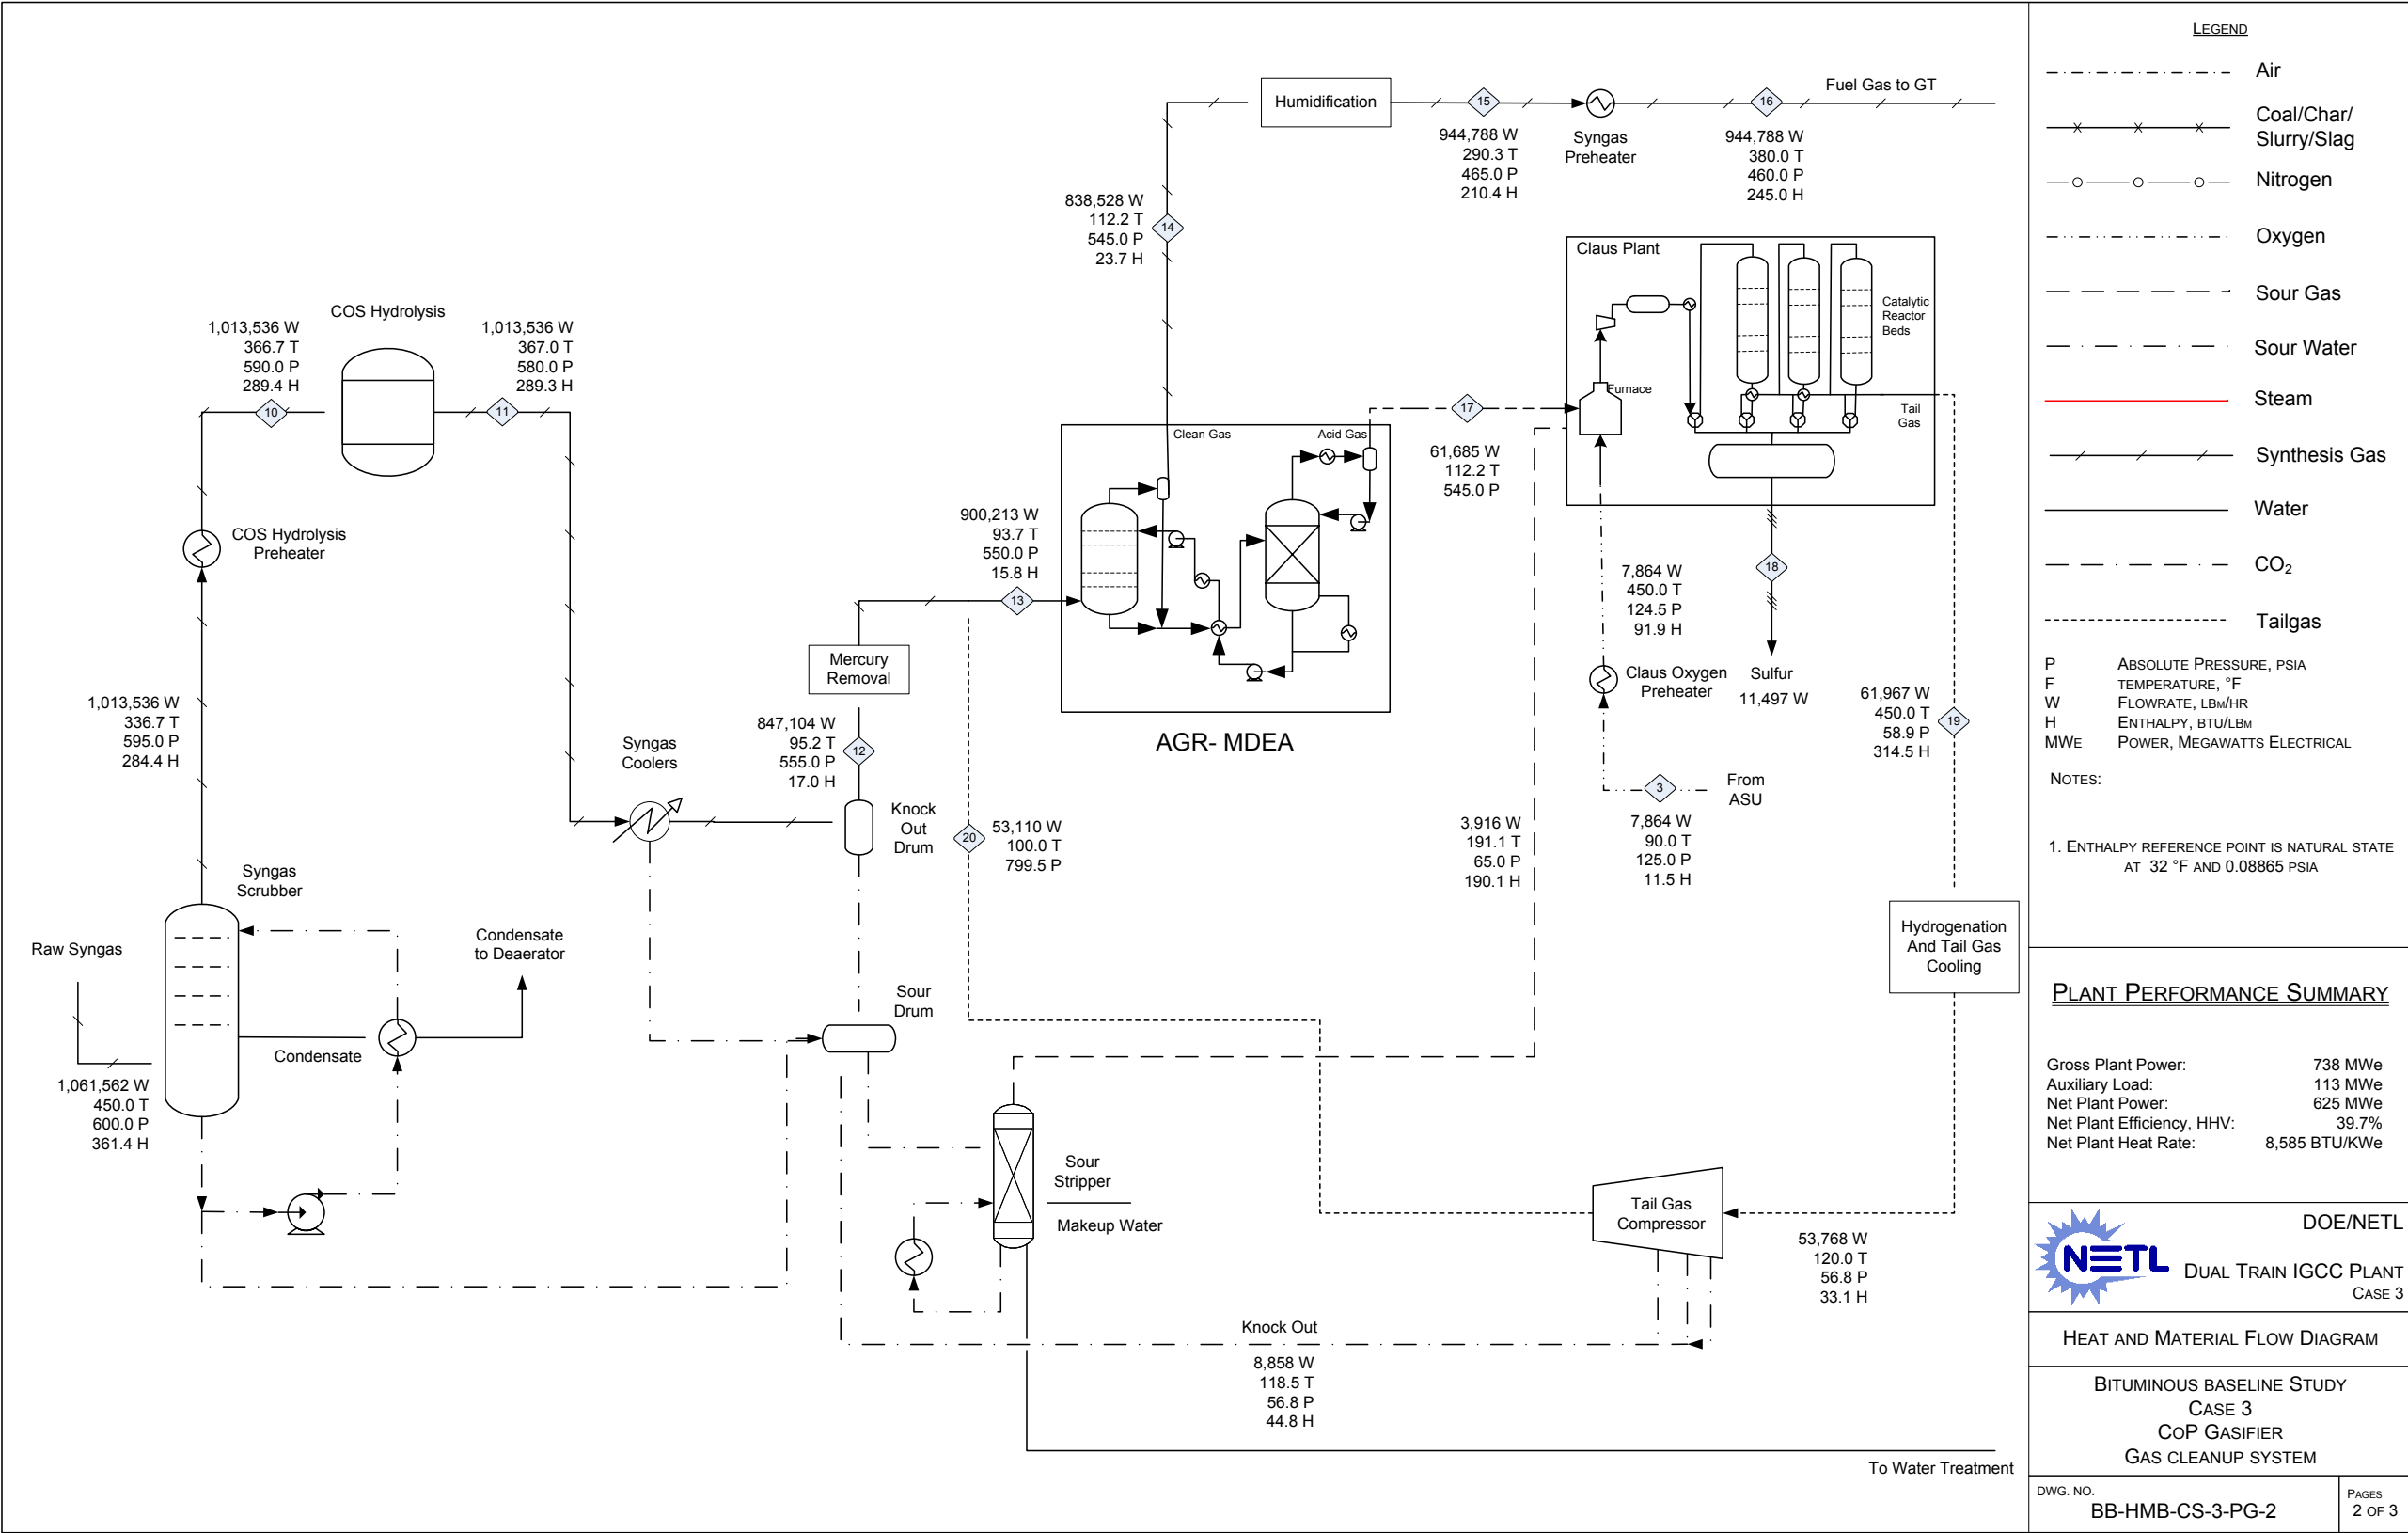 Humidification
15
944,788 W
290.3 T
465.0 P
210.4 H
Syngas
Preheater
16
944,788 W
380.0 T
460.0 P
245.0 H
Fuel Gas to GT
838,528 W
112.2 T
545.0 P
23.7 H
14
COS Hydrolysis
1,013,536 W
366.7 T
590.0 P
289.4 H
10
1,013,536 W
367.0 T
580.0 P
289.3 H
11
COS Hydrolysis
Preheater
1,013,536 W
336.7 T
595.0 P
284.4 H
Claus Plant
Catalytic
Reactor
Beds
Furnace
Tail
Gas
17
61,685 W
112.2 T
545.0 P
Clean Gas
Acid Gas
900,213 W
93.7 T
550.0 P
15.8 H
13
AGR- MDEA
Mercury
Removal
847,104 W
95.2 T
555.0 P
17.0 H
12
Syngas
Coolers
Knock
Out
Drum
20
53,110 W
100.0 T
799.5 P
7,864 W
450.0 T
124.5 P
91.9 H
Claus Oxygen
Preheater
18
Sulfur
11,497 W
61,967 W
450.0 T
58.9 P
314.5 H
19
3
From
ASU
7,864 W
90.0 T
125.0 P
11.5 H
3,916 W
191.1 T
65.0 P
190.1 H
Syngas
Scrubber
Raw Syngas
1,061,562 W
450.0 T
600.0 P
361.4 H
Condensate
to Deaerator
Condensate
Sour
Drum
Hydrogenation
And Tail Gas
Cooling
Sour
Stripper
Makeup Water
Tail Gas
Compressor
53,768 W
120.0 T
56.8 P
33.1 H
Knock Out
8,858 W
118.5 T
56.8 P
44.8 H
To Water Treatment
LEGEND
Air
Coal/Char/
Slurry/Slag
Nitrogen
Oxygen
Sour Gas
Sour Water
Steam
Synthesis Gas
Water
CO₂
Tailgas
P ABSOLUTE PRESSURE, PSIA
F TEMPERATURE, °F
W FLOWRATE, LBM/HR
H ENTHALPY, BTU/LBM
MWE POWER, MEGAWATTS ELECTRICAL
NOTES:
1. ENTHALPY REFERENCE POINT IS NATURAL STATE
AT 32 °F AND 0.08865 PSIA
PLANT PERFORMANCE SUMMARY
Gross Plant Power: 738 MWe
Auxiliary Load: 113 MWe
Net Plant Power: 625 MWe
Net Plant Efficiency, HHV: 39.7%
Net Plant Heat Rate: 8,585 BTU/KWe
NETL
DOE/NETL
DUAL TRAIN IGCC PLANT
CASE 3
HEAT AND MATERIAL FLOW DIAGRAM
BITUMINOUS BASELINE STUDY
CASE 3
COP GASIFIER
GAS CLEANUP SYSTEM
DWG. NO.
BB-HMB-CS-3-PG-2
PAGES
2 OF 3